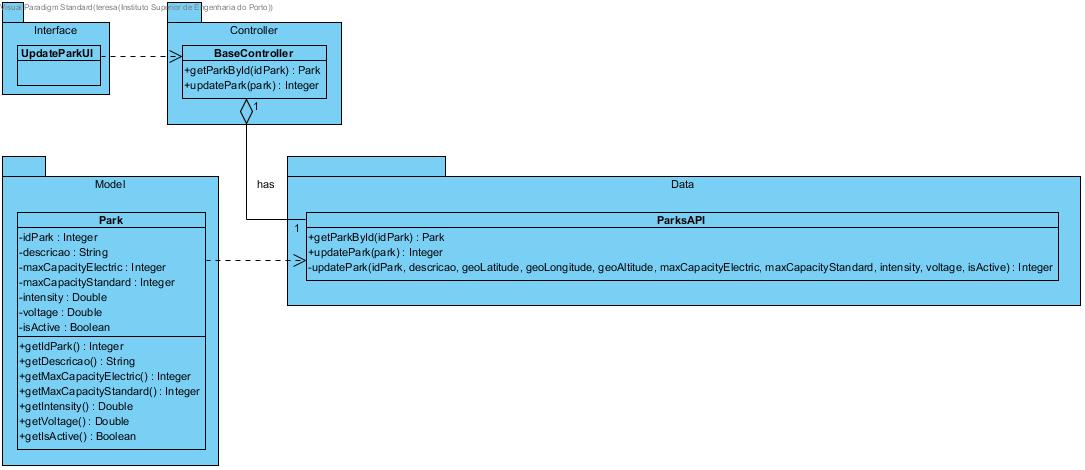 Visual Paradigm Standard(teresa(Instituto Superior de Engenharia do Porto))
Interface
UpdateParkUI
Controller
BaseController
+getParkById(idPark) : Park
+updatePark(park) : Integer
1
has
Model
Park
-idPark : Integer
-descricao : String
-maxCapacityElectric : Integer
-maxCapacityStandard : Integer
-intensity : Double
-voltage : Double
-isActive : Boolean
+getIdPark() : Integer
+getDescricao() : String
+getMaxCapacityElectric() : Integer
+getMaxCapacityStandard() : Integer
+getIntensity() : Double
+getVoltage() : Double
+getIsActive() : Boolean
Data
1
ParksAPI
+getParkById(idPark) : Park
+updatePark(park) : Integer
-updatePark(idPark, descricao, geoLatitude, geoLongitude, geoAltitude, maxCapacityElectric, maxCapacityStandard, intensity, voltage, isActive) : Integer